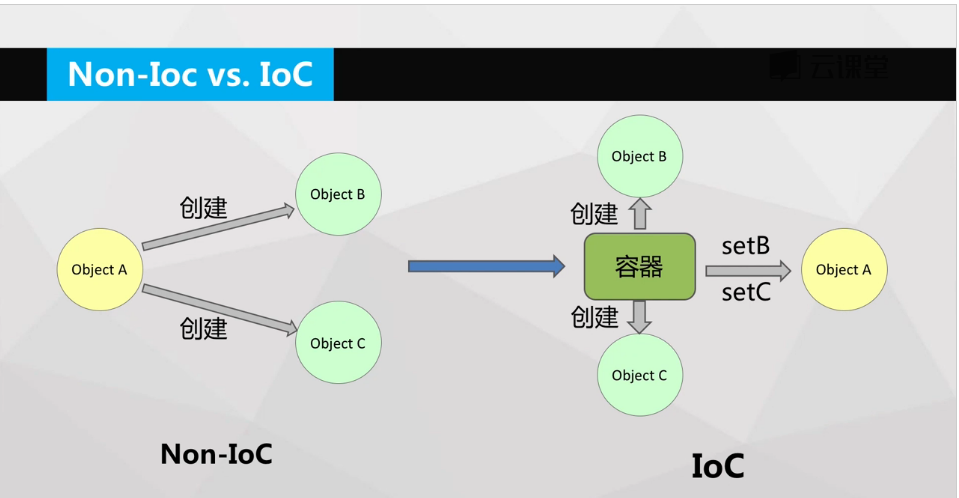 Non-Ioc vs. IoC
云课堂
Object B
创建
Object A
创建
Object C
Non-IoC
Object B
创建
容器
setB
setC
Object A
创建
Object C
IoC